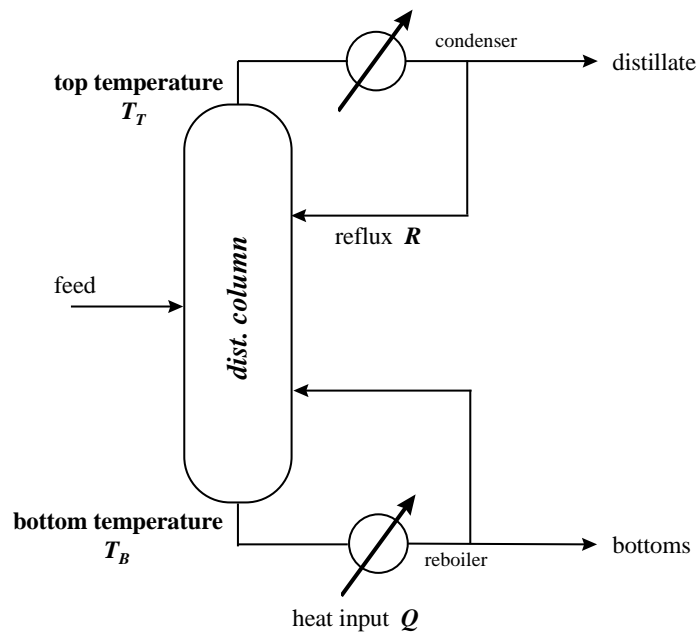 condenser
distillate
top temperature
T_T
reflux R
feed
dist. column
bottom temperature
T_B
reboiler
bottoms
heat input Q